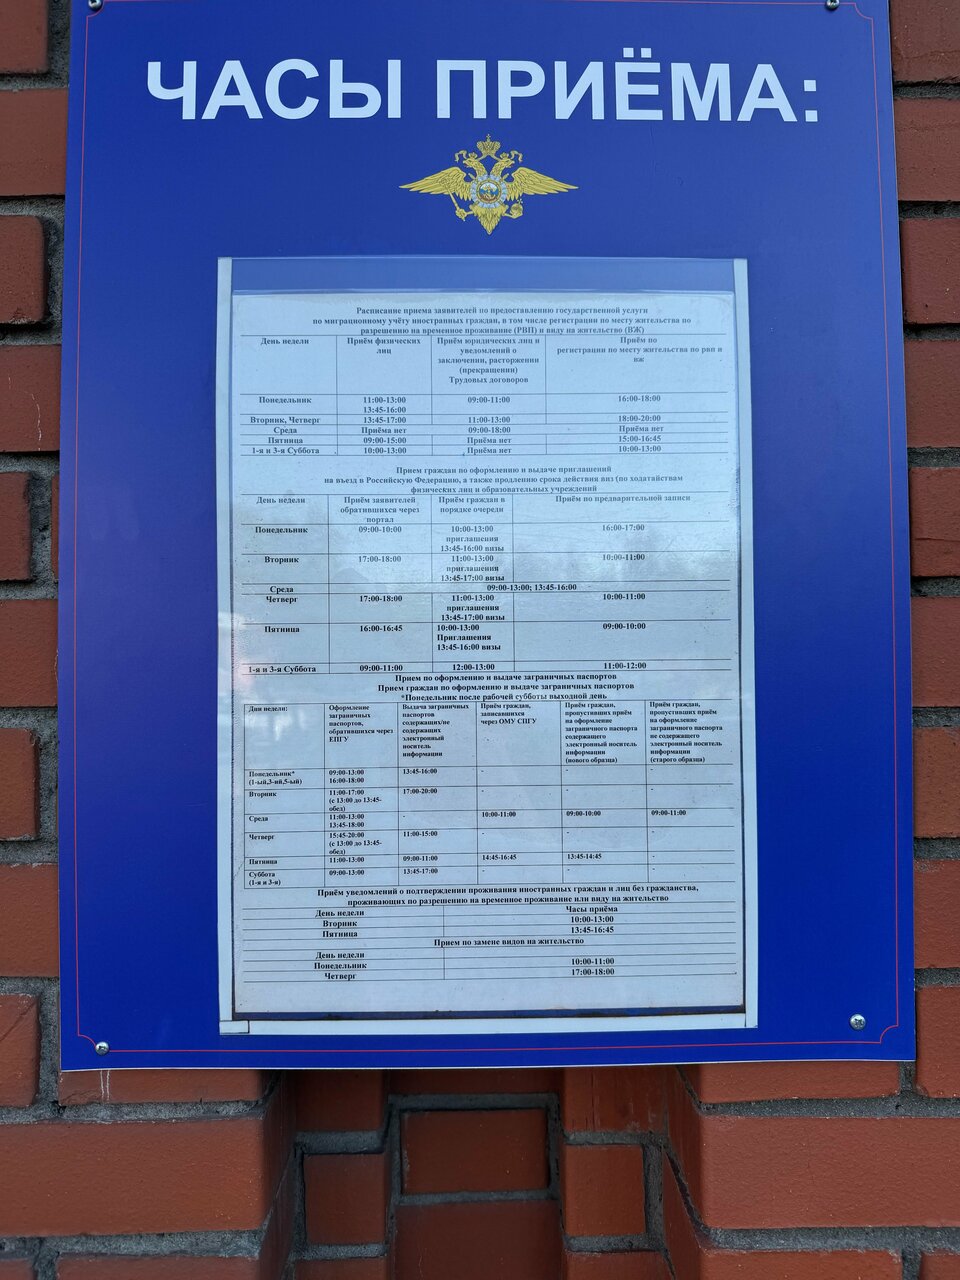 ЧАСЫ ПРИЁМА:
Расписание приема заявителей по предоставлению государственной услуги
по миграционному учёту иностранных граждан, в том числе регистрации по месту жительства по
разрешению на временное проживание (РВП) и виду на жительство (ВЖ)
День недели Приём физических лиц Приём юридических лиц и уведомлений о заключении, расторжении (прекращении) Трудовых договоров Приём по регистрации по месту жительства по рвп и вж
Понедельник 11:00-13:00 13:45-16:00 09:00-11:00 16:00-18:00
Вторник, Четверг 13:45-17:00 11:00-13:00 18:00-20:00
Среда Приёма нет 09:00-18:00 Приёма нет
Пятница 09:00-15:00 Приёма нет 15:00-16:45
1-я и 3-я Суббота 10:00-13:00 Приёма нет 10:00-13:00
Прием граждан по оформлению и выдаче приглашений
на въезд в Российскую Федерацию, а также продлению срока действия виз (по ходатайствам
физических лиц и образовательных учреждений
День недели Приём заявителей обратившихся через портал Приём граждан в порядке очереди Приём по предварительной записи
Понедельник 09:00-10:00 10:00-13:00 приглашения 13:45-16:00 визы 16:00-17:00
Вторник 17:00-18:00 11:00-13:00 приглашения 13:45-17:00 визы 10:00-11:00
Среда 09:00-13:00; 13:45-16:00
Четверг 17:00-18:00 11:00-13:00 приглашения 13:45-17:00 визы 10:00-11:00
Пятница 16:00-16:45 10:00-13:00 Приглашения 13:45-16:00 визы 09:00-10:00
1-я и 3-я Суббота 09:00-11:00 12:00-13:00 11:00-12:00
Прием по оформлению и выдаче заграничных паспортов
Прием граждан по оформлению и выдаче заграничных паспортов
*Понедельник после рабочей субботы выходной день
Дни недели: Оформление заграничных паспортов, обратившихся через ЕПГУ Выдача заграничных паспортов содержащих/не содержащих электронный носитель информации Приём граждан, записавшихся через ОМУ СПГУ Приём граждан, пропустивших приём на оформление заграничного паспорта содержащего электронный носитель информации (нового образца) Приём граждан, пропустивших приём на оформление заграничного паспорта не содержащего электронный носитель информации (старого образца)
Понедельник* (1-ый,3-ий,5-ый) 09:00-13:00 16:00-18:00 13:45-16:00 - - -
Вторник 11:00-17:00 (с 13:00 до 13:45- обед) 17:00-20:00 - - -
Среда 11:00-13:00 13:45-18:00 - 10:00-11:00 09:00-10:00 09:00-11:00
Четверг 15:45-20:00 (с 13:00 до 13:45- обед) 11:00-15:00 - - -
Пятница 11:00-13:00 09:00-11:00 14:45-16:45 13:45-14:45 -
Суббота (1-я и 3-я) 09:00-13:00 13:45-17:00 - - -
Приём уведомлений о подтверждении проживания иностранных граждан и лиц без гражданства,
проживающих по разрешению на временное проживание или виду на жительство
День недели Часы приёма
Вторник 10:00-13:00
Пятница 13:45-16:45
Прием по замене видов на жительство
День недели
Понедельник 10:00-11:00
Четверг 17:00-18:00